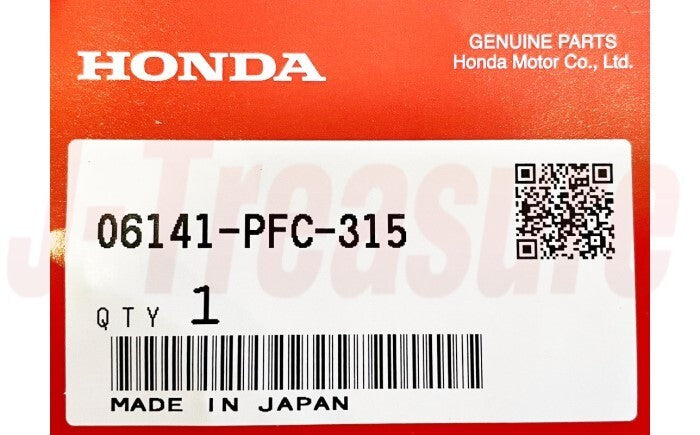 HONDA
GENUINE PARTS
Honda Motor Co., Ltd.
06141-PFC-315
J-Treasure
QTY 1
MADE IN JAPAN